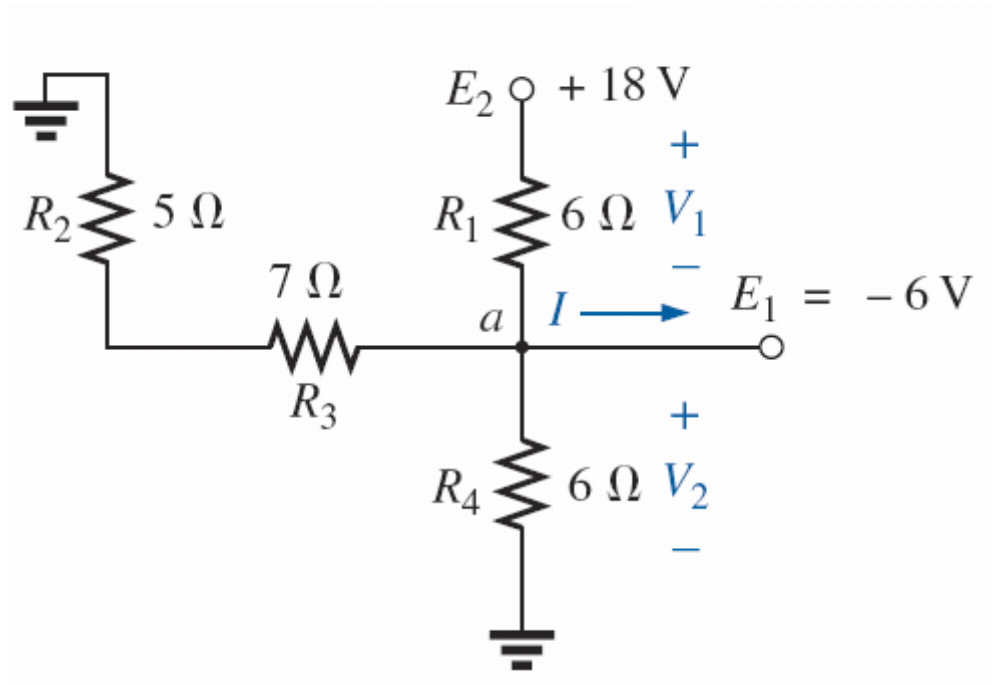 E₂ + 18 V
+
R₂ 5 Ω R₁ 6 Ω V₁
−
7 Ω
a I E₁ = − 6 V
R₃
+
R₄ 6 Ω V₂
−